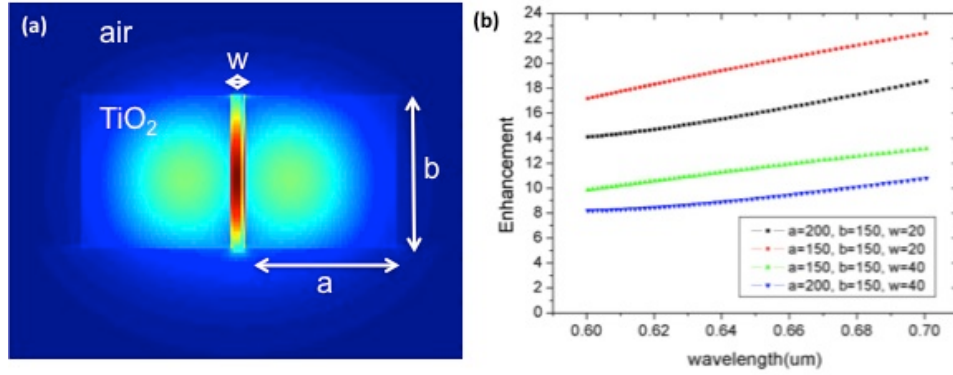 (a)
air
w
TiO₂
b
a
(b)
Enhancement
24
22
20
18
16
14
12
10
8
6
4
2
0
a=200, b=150, w=20
a=150, b=150, w=20
a=150, b=150, w=40
a=200, b=150, w=40
0.60 0.62 0.64 0.66 0.68 0.70
wavelength(um)